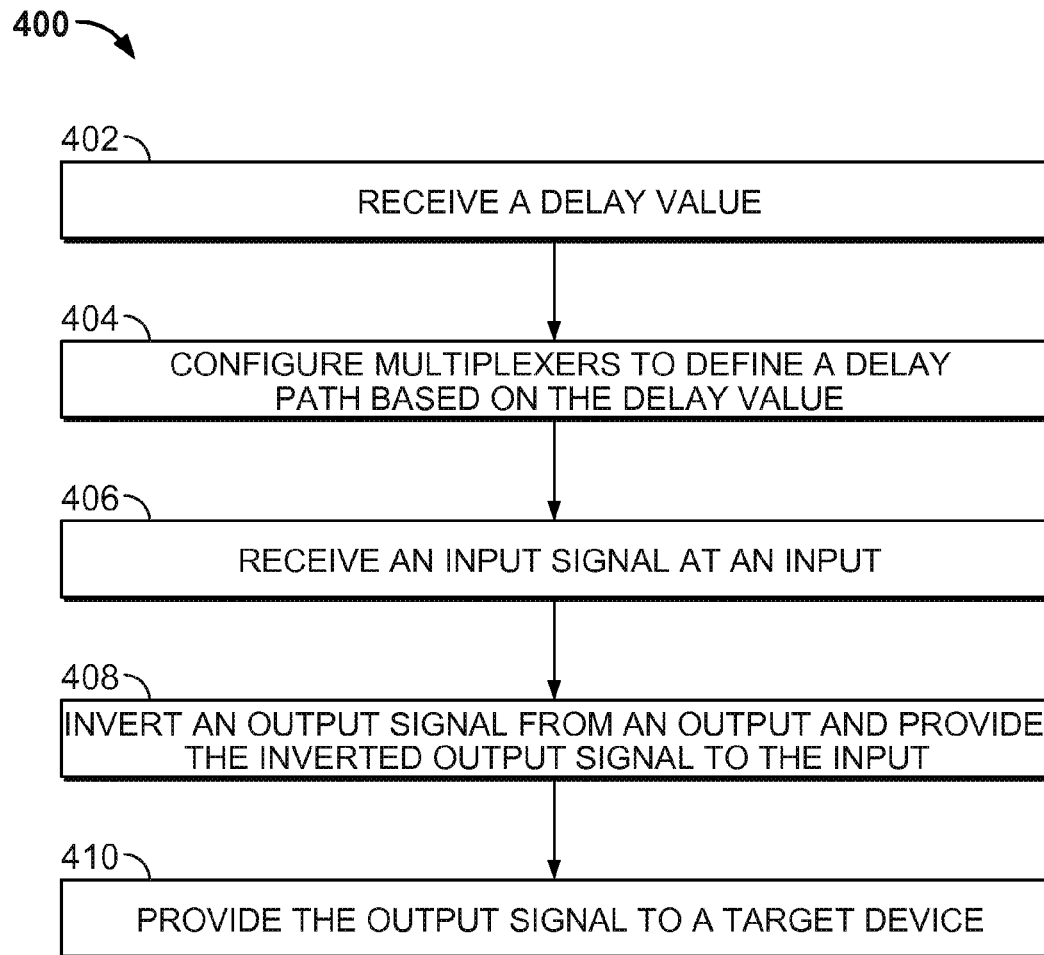 400
402
RECEIVE A DELAY VALUE
404
CONFIGURE MULTIPLEXERS TO DEFINE A DELAY
PATH BASED ON THE DELAY VALUE
406
RECEIVE AN INPUT SIGNAL AT AN INPUT
408
INVERT AN OUTPUT SIGNAL FROM AN OUTPUT AND PROVIDE
THE INVERTED OUTPUT SIGNAL TO THE INPUT
410
PROVIDE THE OUTPUT SIGNAL TO A TARGET DEVICE